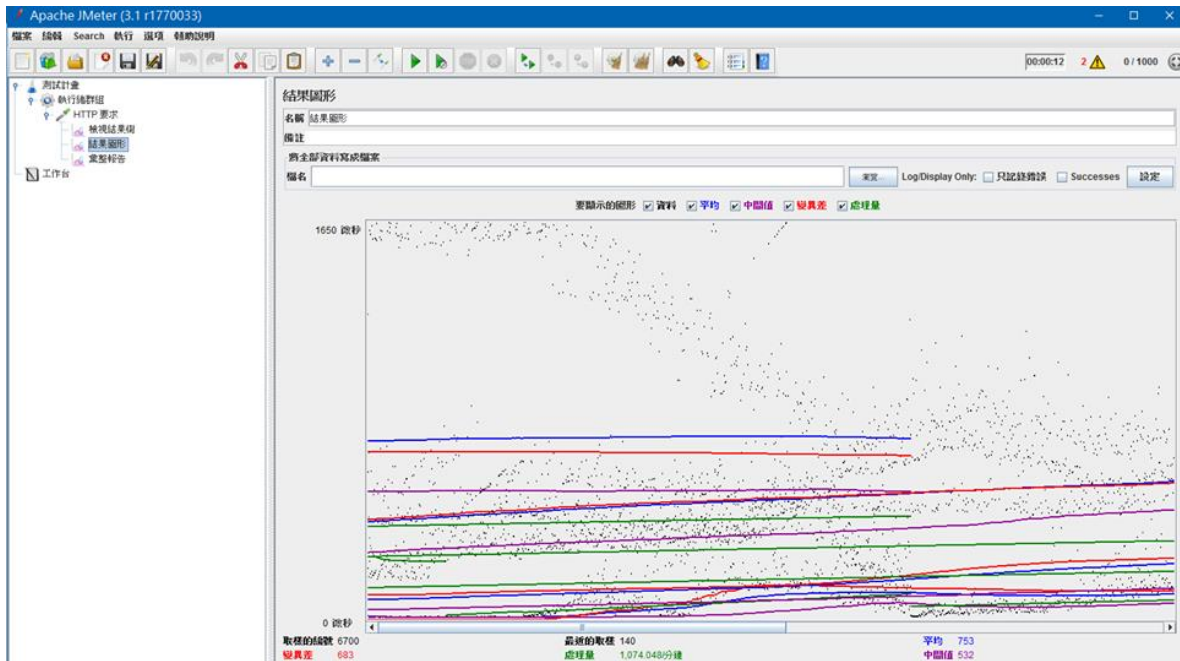 Apache JMeter (3.1 r1770033)
檔案 編輯 Search 執行 選項 輔助說明
00:00:12 2 0 / 1000
測試計畫
執行緒群組
HTTP 要求
檢視結果樹
結果圖形
彙整報告
工作台
結果圖形
名稱 結果圖形
備註
將全部資料寫成檔案
檔名 瀏覽... Log/Display Only: 只記錄錯誤 Successes 設定
要顯示的圖形 資料 平均 中間值 變異差 處理量
1650 微秒
0 微秒
取樣的編號 6700 最近的取樣 140 平均 753
變異差 683 處理量 1,074.048/分鐘 中間值 532